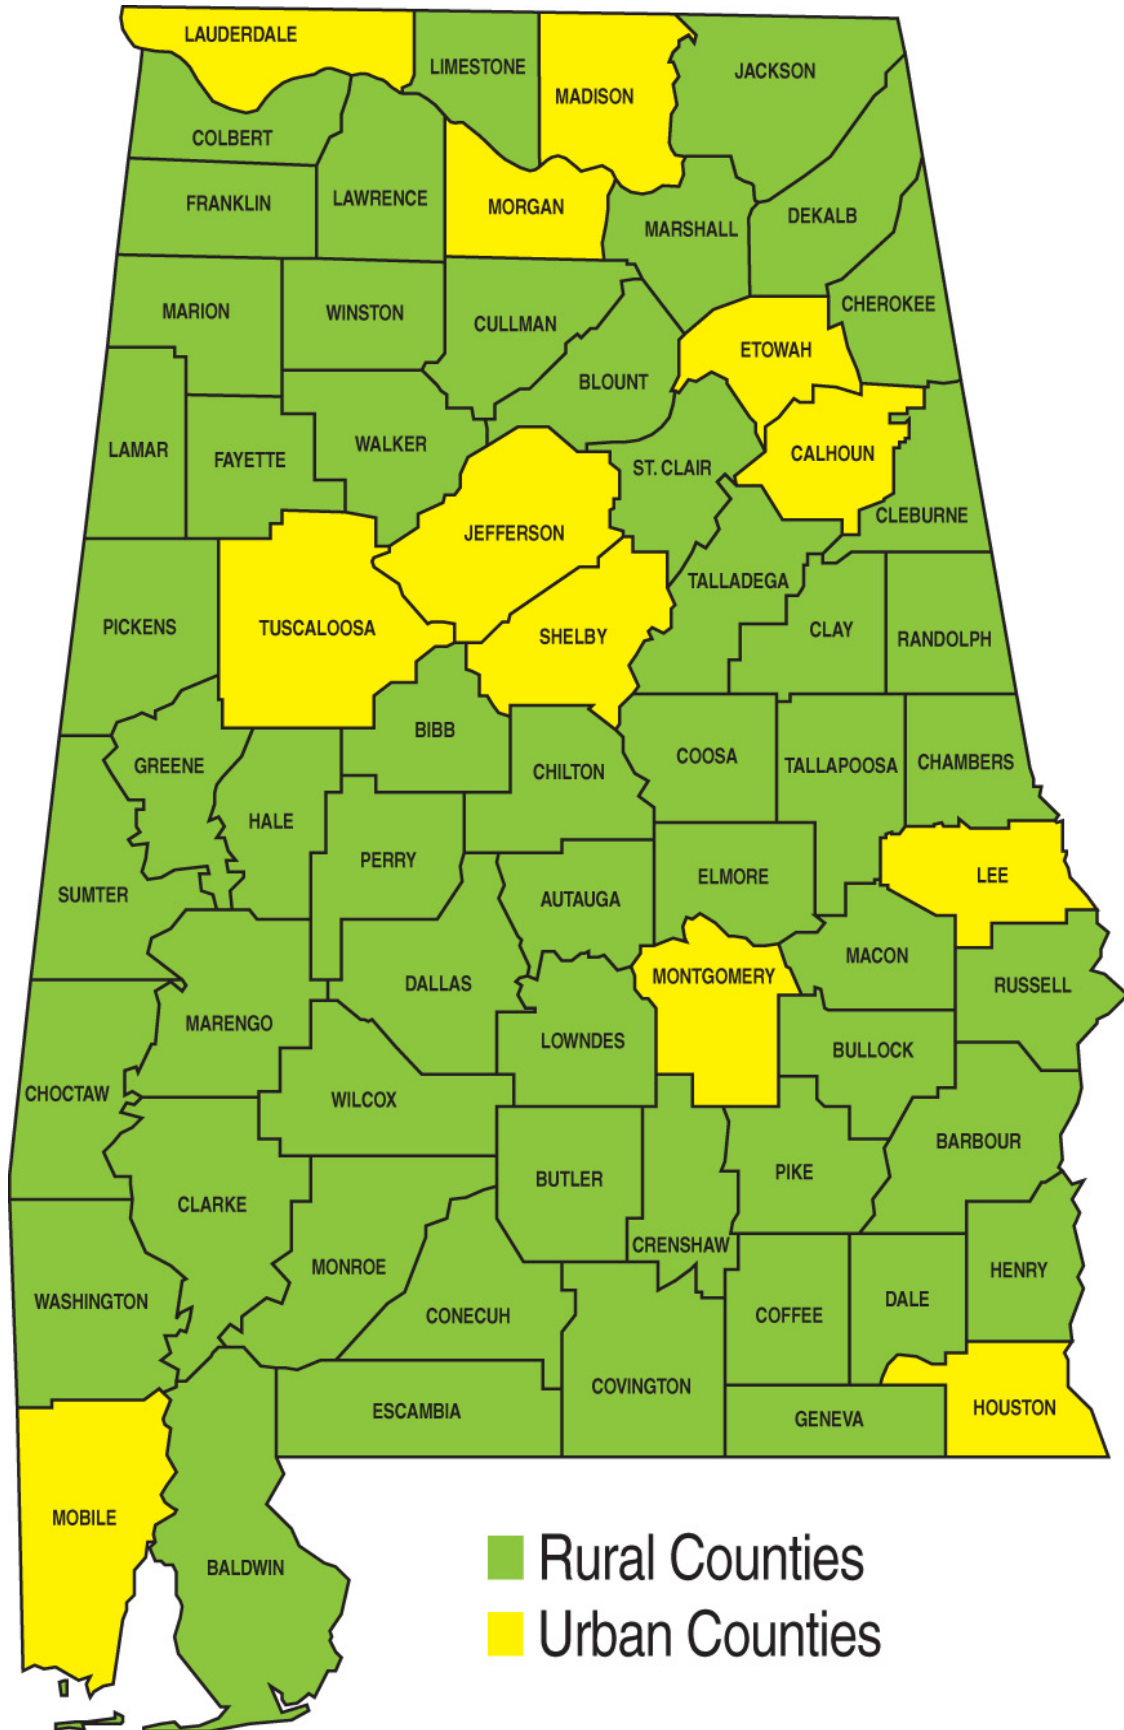 LAUDERDALE
LIMESTONE
MADISON
JACKSON
COLBERT
FRANKLIN
LAWRENCE
MORGAN
MARSHALL
DEKALB
MARION
WINSTON
CULLMAN
CHEROKEE
ETOWAH
BLOUNT
LAMAR
FAYETTE
WALKER
ST. CLAIR
CALHOUN
CLEBURNE
JEFFERSON
TALLADEGA
PICKENS
TUSCALOOSA
SHELBY
CLAY
RANDOLPH
BIBB
GREENE
CHILTON
COOSA
TALLAPOOSA
CHAMBERS
HALE
PERRY
SUMTER
AUTAUGA
ELMORE
LEE
DALLAS
MONTGOMERY
MACON
RUSSELL
MARENGO
LOWNDES
BULLOCK
CHOCTAW
WILCOX
BARBOUR
CLARKE
BUTLER
PIKE
CRENSHAW
MONROE
HENRY
WASHINGTON
CONECUH
COFFEE
DALE
COVINGTON
ESCAMBIA
GENEVA
HOUSTON
MOBILE
BALDWIN
Rural Counties
Urban Counties